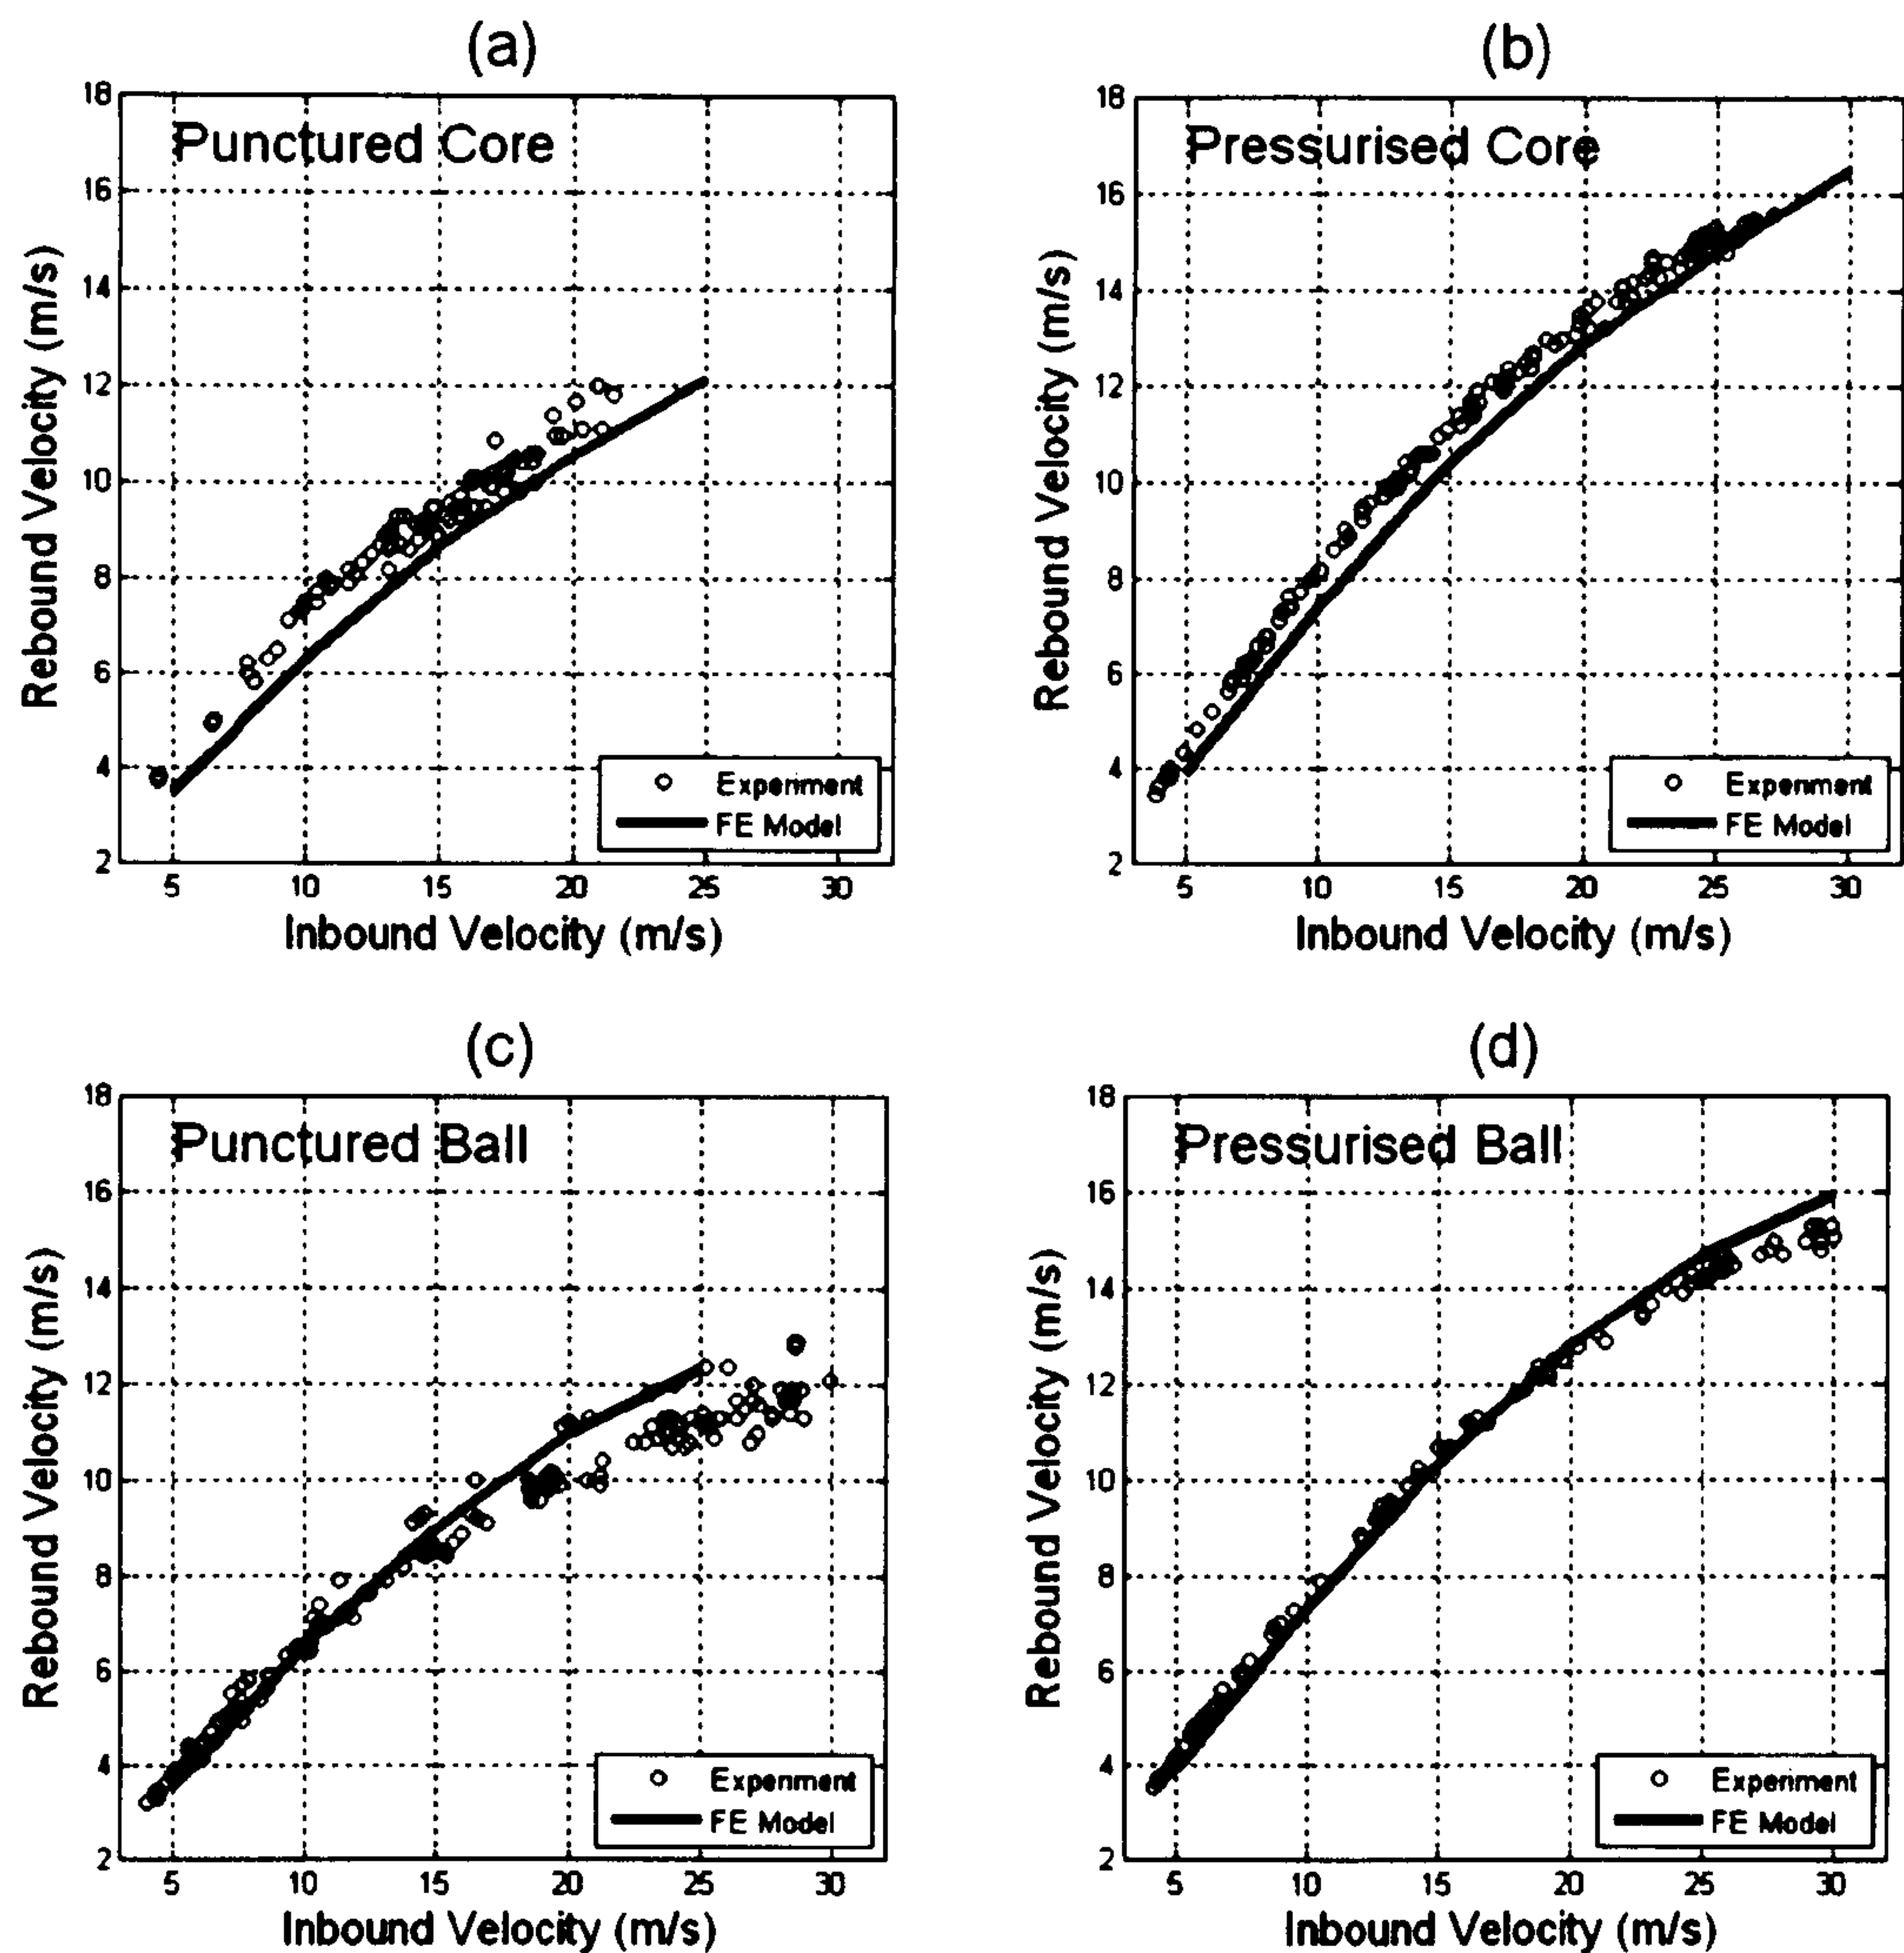 (a)
Punctured Core
Rebound Velocity (m/s)
18
16
14
12
10
8
6
4
2
5 10 15 20 25 30
Inbound Velocity (m/s)
Experiment
FE Model
(b)
Pressurised Core
Rebound Velocity (m/s)
18
16
14
12
10
8
6
4
2
5 10 15 20 25 30
Inbound Velocity (m/s)
Experiment
FE Model
(c)
Punctured Ball
Rebound Velocity (m/s)
18
16
14
12
10
8
6
4
2
5 10 15 20 25 30
Inbound Velocity (m/s)
Experiment
FE Model
(d)
Pressurised Ball
Rebound Velocity (m/s)
18
16
14
12
10
8
6
4
2
5 10 15 20 25 30
Inbound Velocity (m/s)
Experiment
FE Model